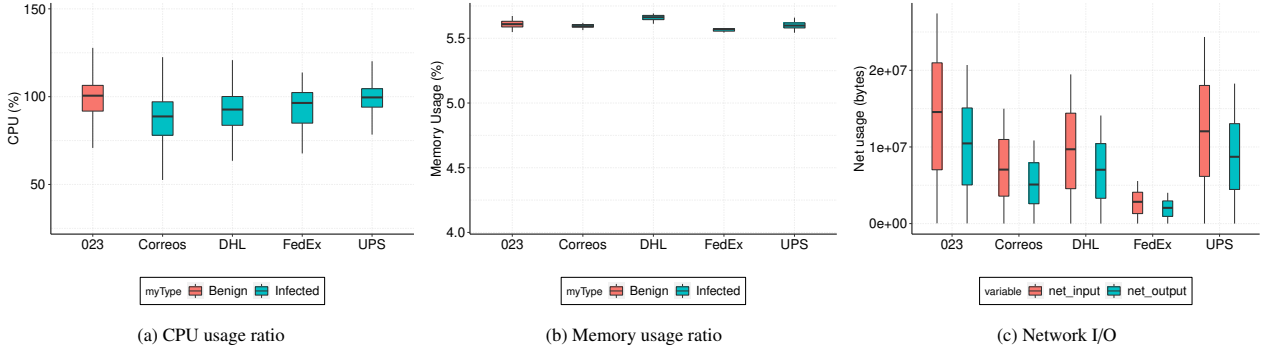 150
100
50
CPU (%)
023 Correos DHL FedEx UPS
myType Benign Infected
(a) CPU usage ratio
5.5
5.0
4.5
4.0
Memory Usage (%)
023 Correos DHL FedEx UPS
myType Benign Infected
(b) Memory usage ratio
2e+07
1e+07
0e+00
Net usage (bytes)
023 Correos DHL FedEx UPS
variable net_input net_output
(c) Network I/O